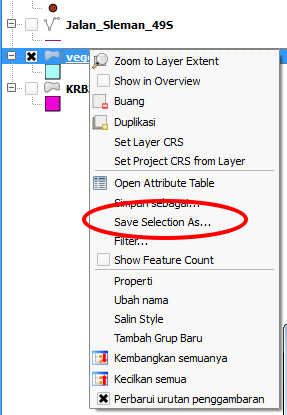 Jalan_Sleman_49S
Zoom to Layer Extent
Show in Overview
Buang
Duplikasi
Set Layer CRS
Set Project CRS from Layer
Open Attribute Table
Simpan sebagai...
Save Selection As...
Filter...
Show Feature Count
Properti
Ubah nama
Salin Style
Tambah Grup Baru
Kembangkan semuanya
Kecilkan semua
Perbarui urutan penggambaran